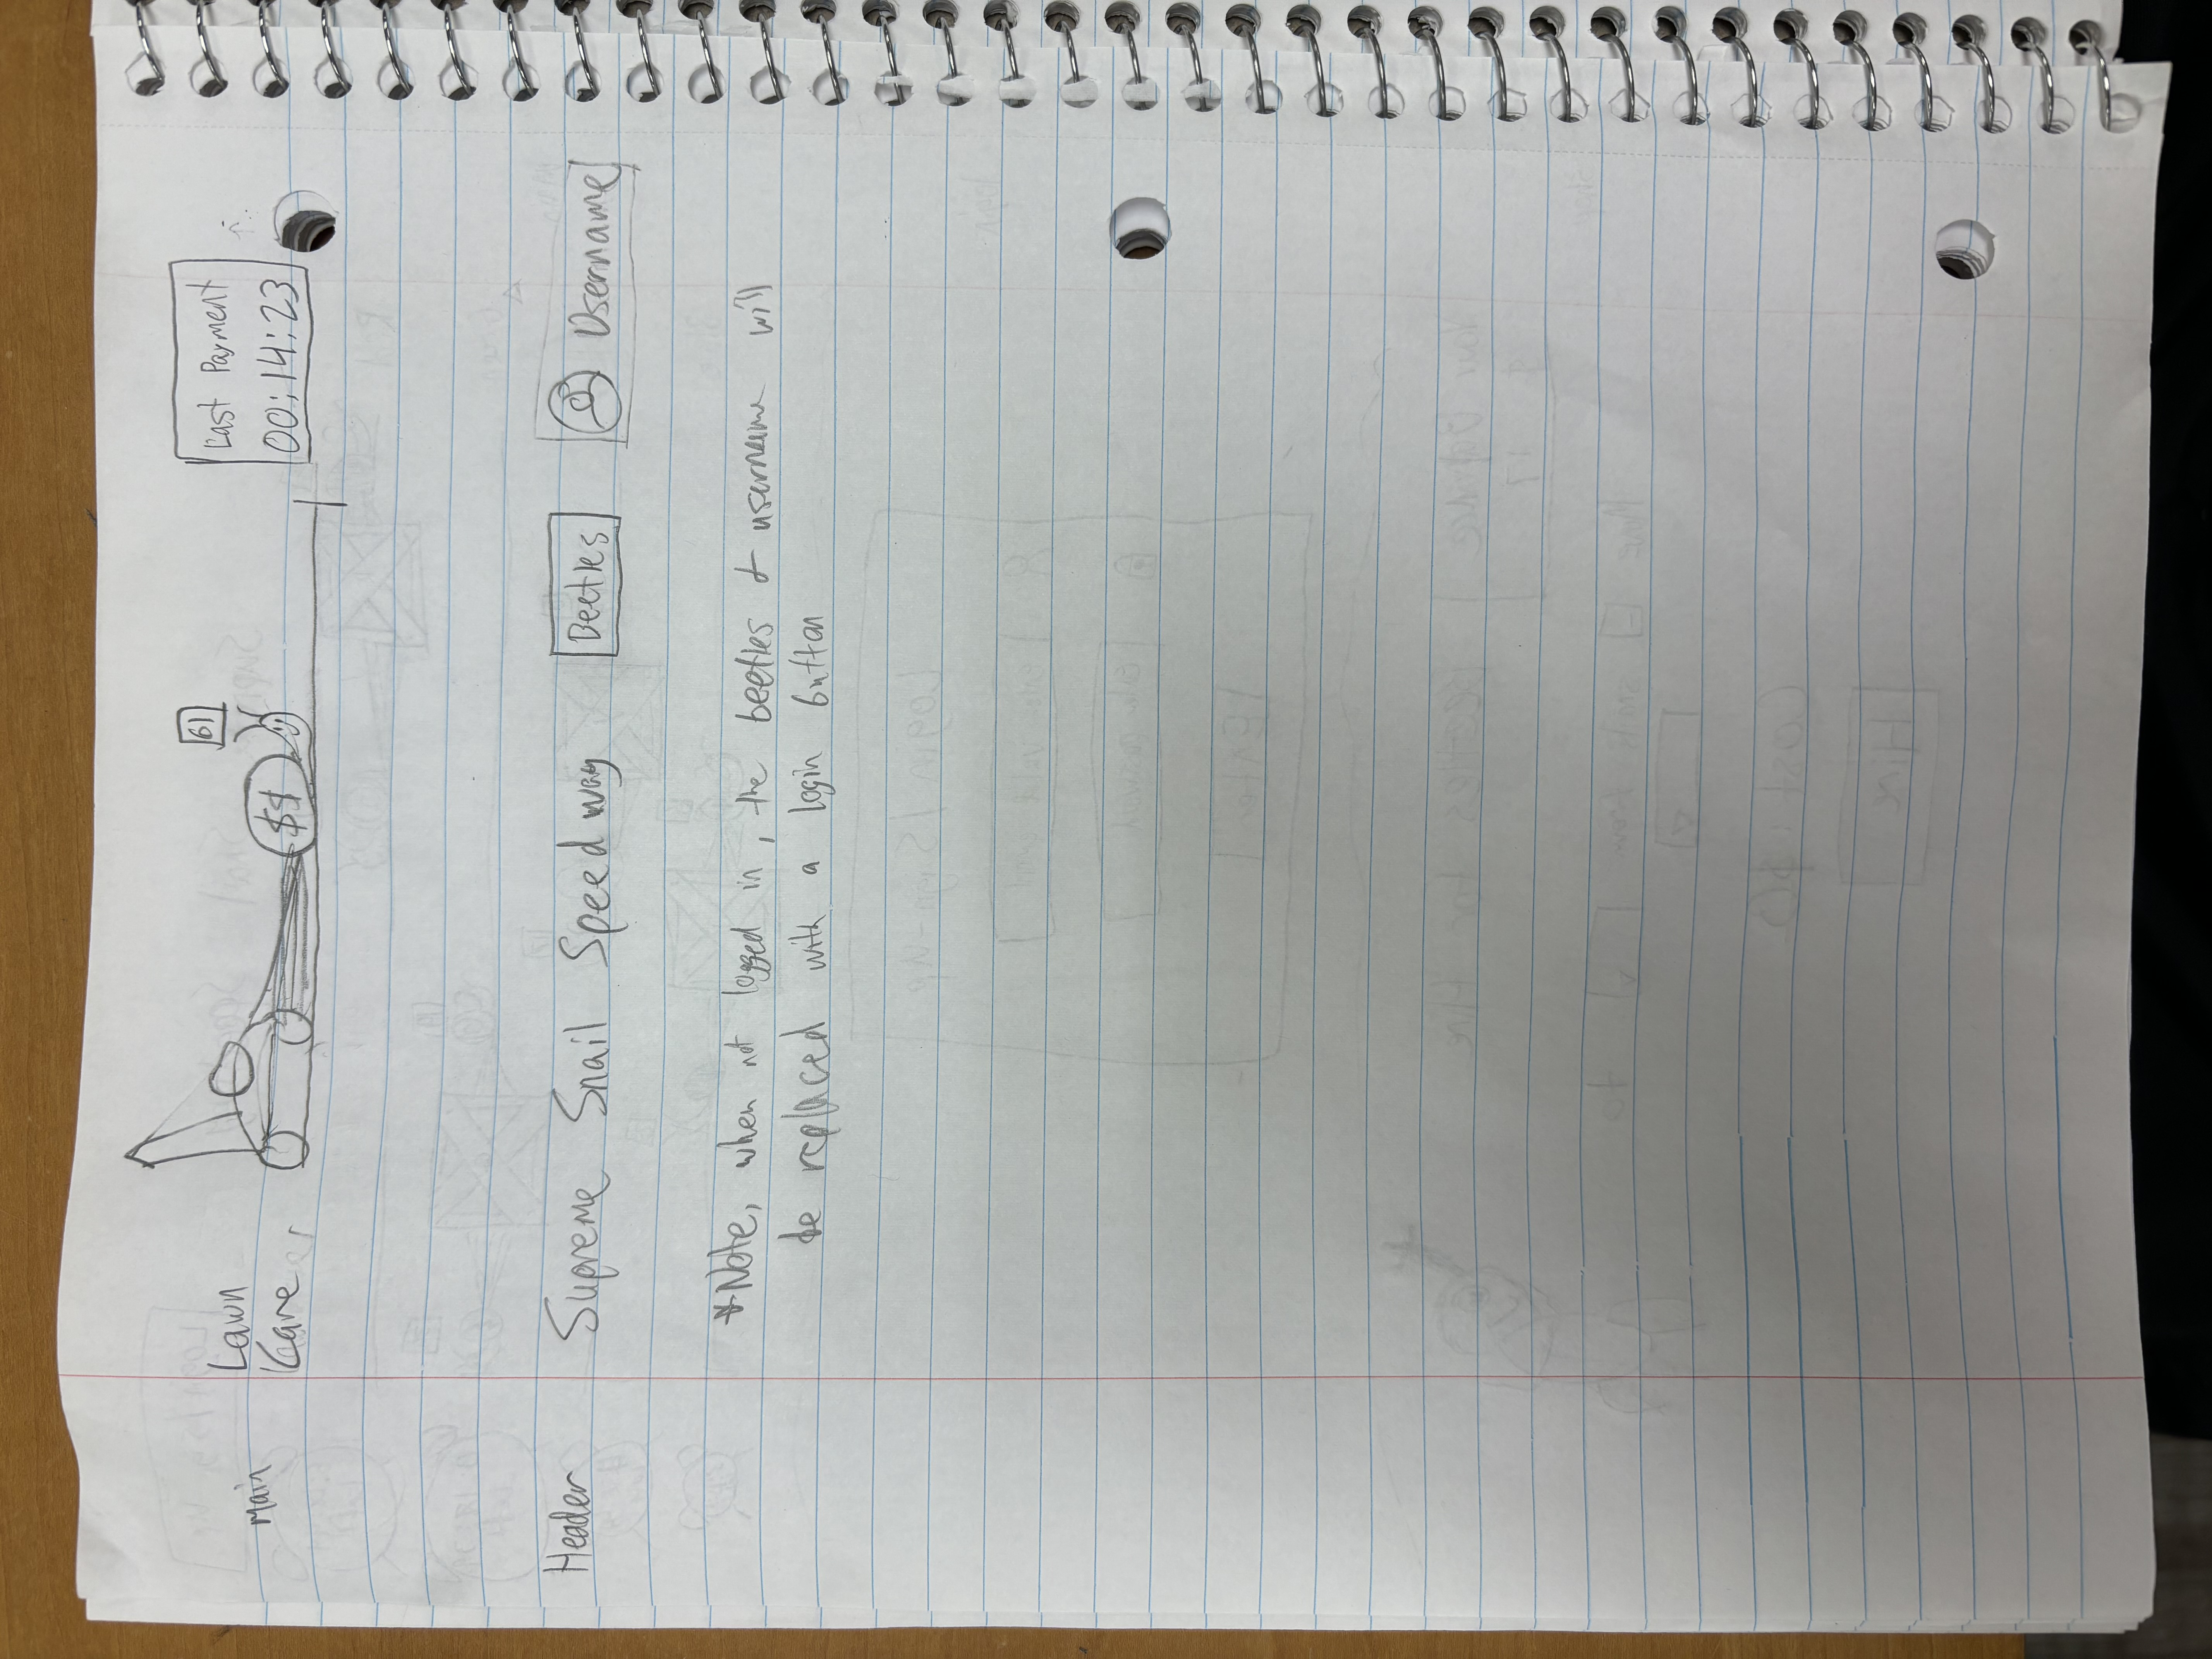 Main
Lawn
Care
$$
61
Last Payment
00:14:23
Header
Supreme Snail Speedway
Beetles
Username
*Note, when not logged in, the beetles & username will
be replaced with a login button